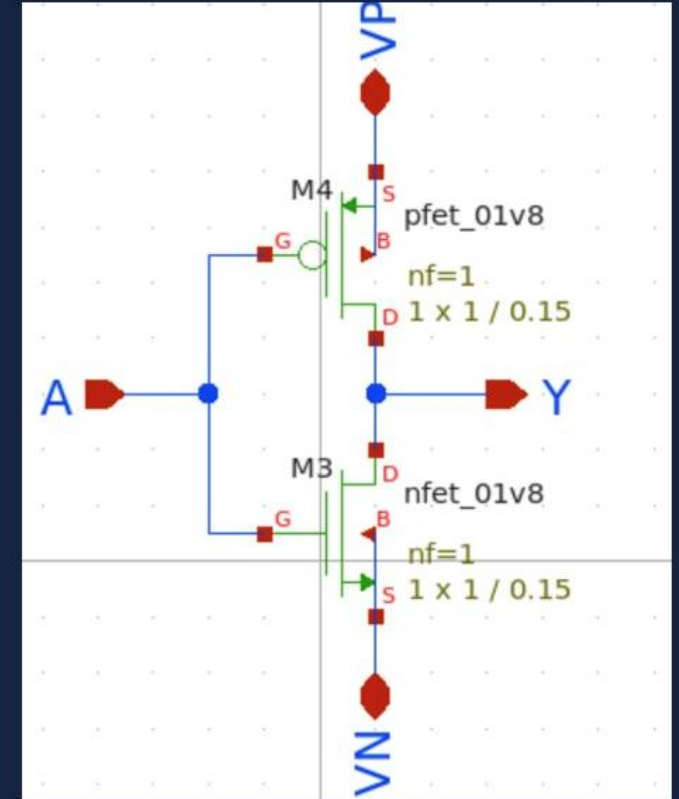 VP
M4
S
pfet_01v8
G
B
nf=1
D
1 x 1 / 0.15
A
Y
M3
D
nfet_01v8
G
B
nf=1
S
1 x 1 / 0.15
VN